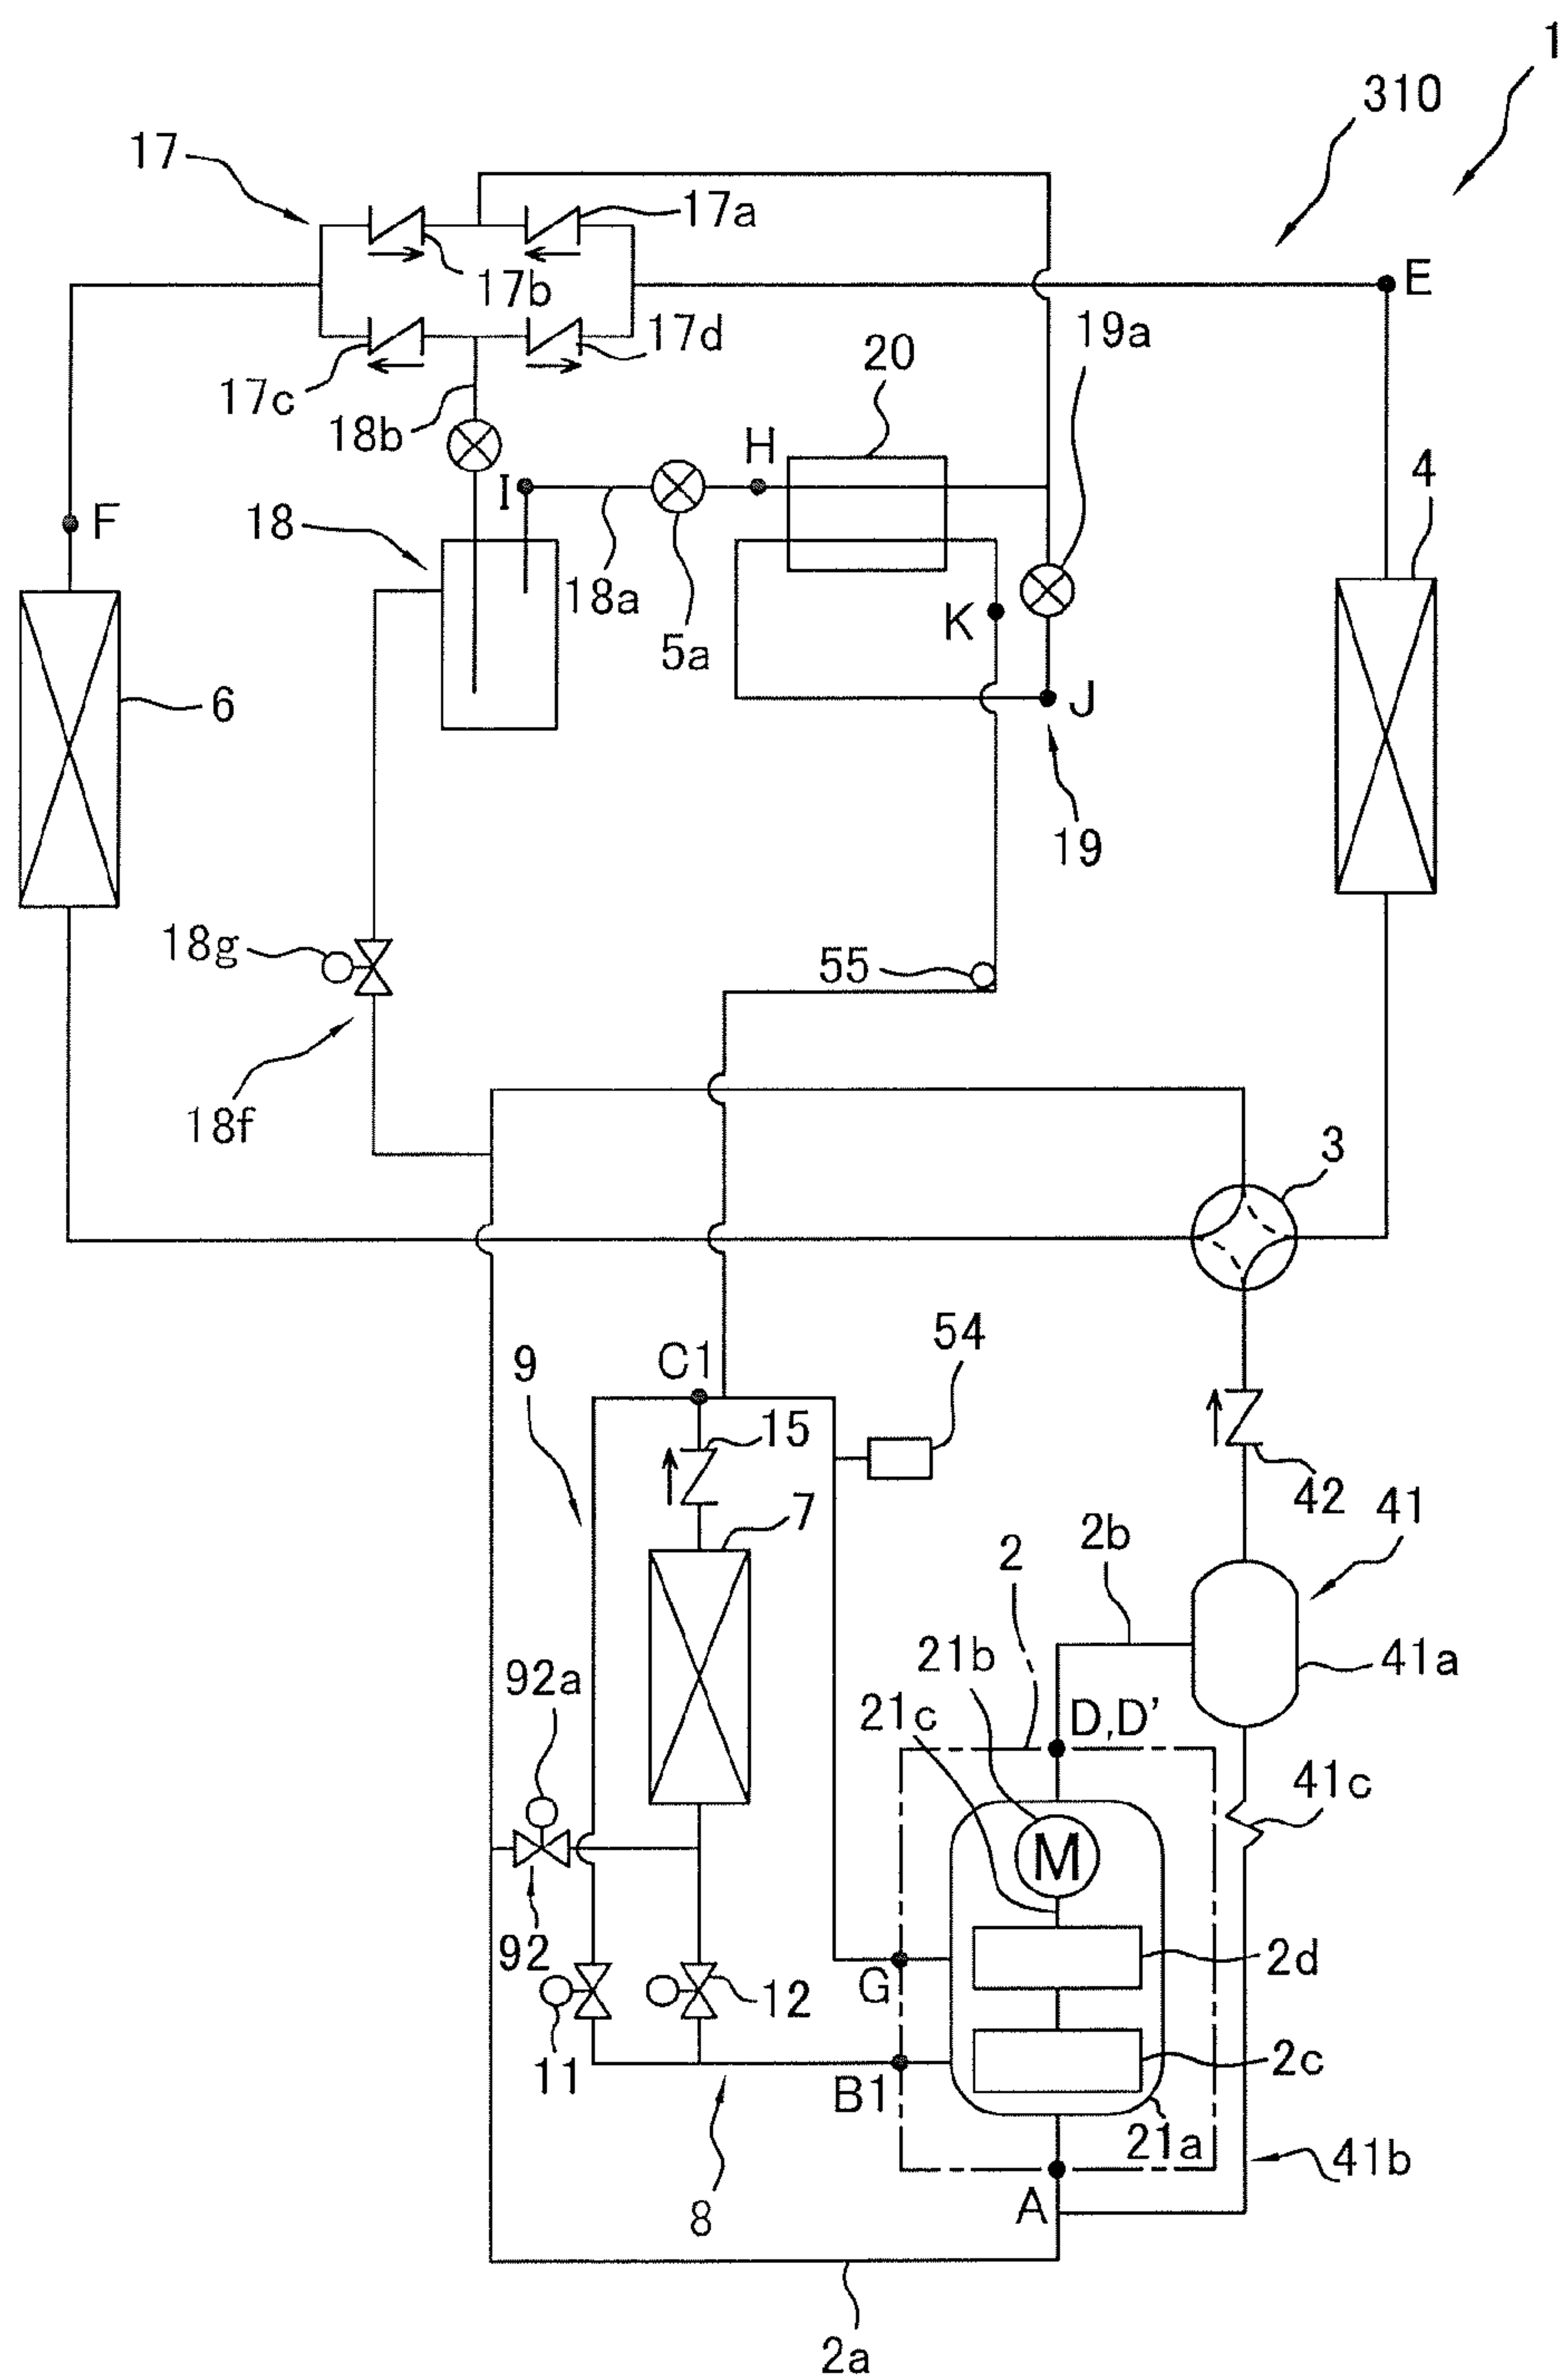 1
310
17
17a
17b
E
17d
19a
20
17c
18b
H
4
I
18
F
18a
K
5a
6
J
19
18g
55
18f
3
54
C1
9
15
42
7
41
2b
2
21b
41a
92a
21c
D,D’
41c
M
92
2d
G
12
11
2c
B1
21a
41b
8
A
2a